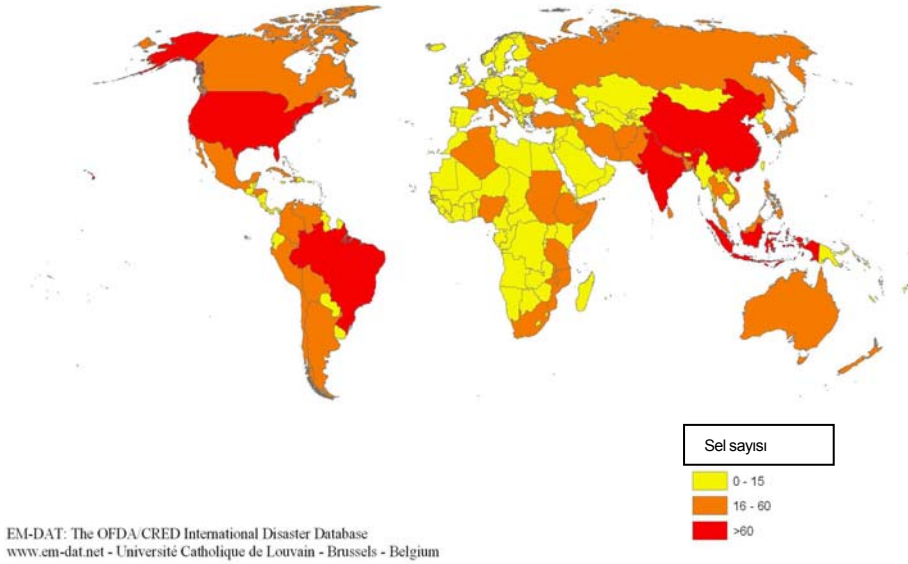 Sel sayısı
0 - 15
16 - 60
>60
EM-DAT: The OFDA/CRED International Disaster Database
www.em-dat.net - Université Catholique de Louvain - Brussels - Belgium